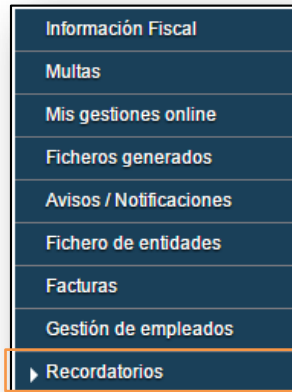 Información Fiscal
Multas
Mis gestiones online
Ficheros generados
Avisos / Notificaciones
Fichero de entidades
Facturas
Gestión de empleados
Recordatorios